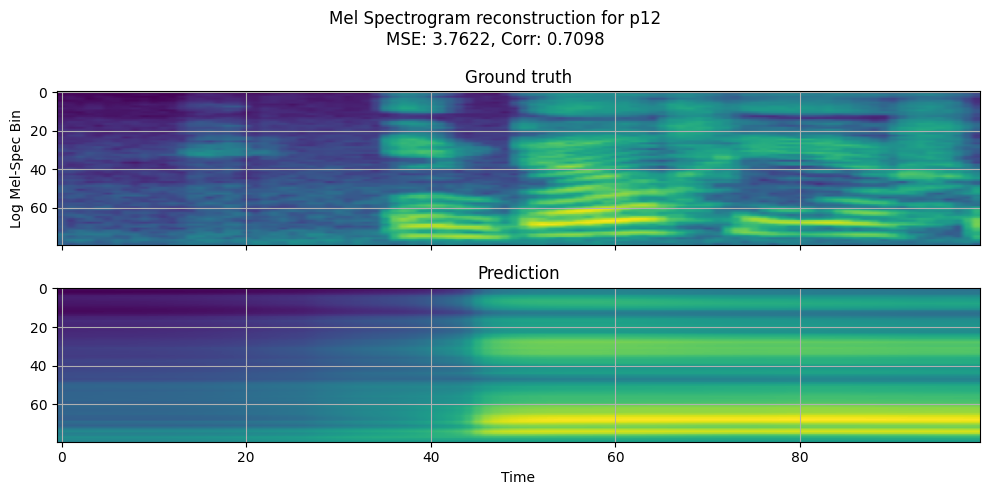 Mel Spectrogram reconstruction for p12
MSE: 3.7622, Corr: 0.7098
Ground truth
Log Mel-Spec Bin
0
20
40
60
Prediction
0
20
40
60
0 20 40 60 80
Time